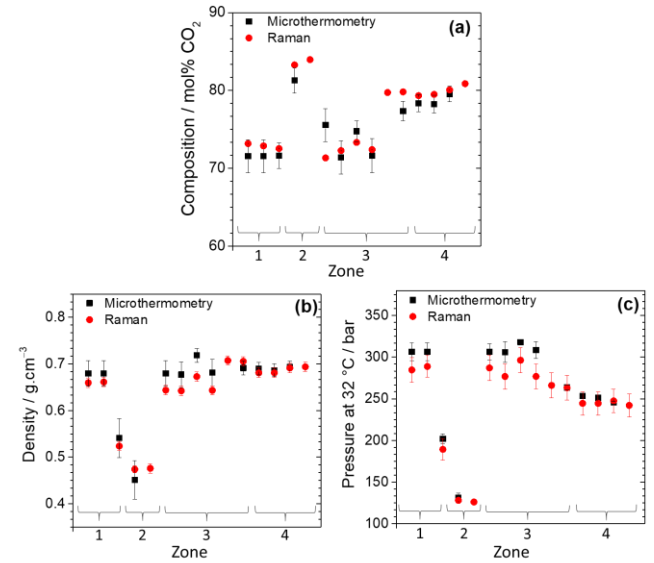 90
80
70
60
Composition / mol% CO₂
Microthermometry
Raman
(a)
1 2 3 4
Zone
0.8
0.7
0.6
0.5
0.4
Density / g.cm⁻³
Microthermometry
Raman
(b)
1 2 3 4
Zone
350
300
250
200
150
100
Pressure at 32 °C / bar
Microthermometry
Raman
(c)
1 2 3 4
Zone